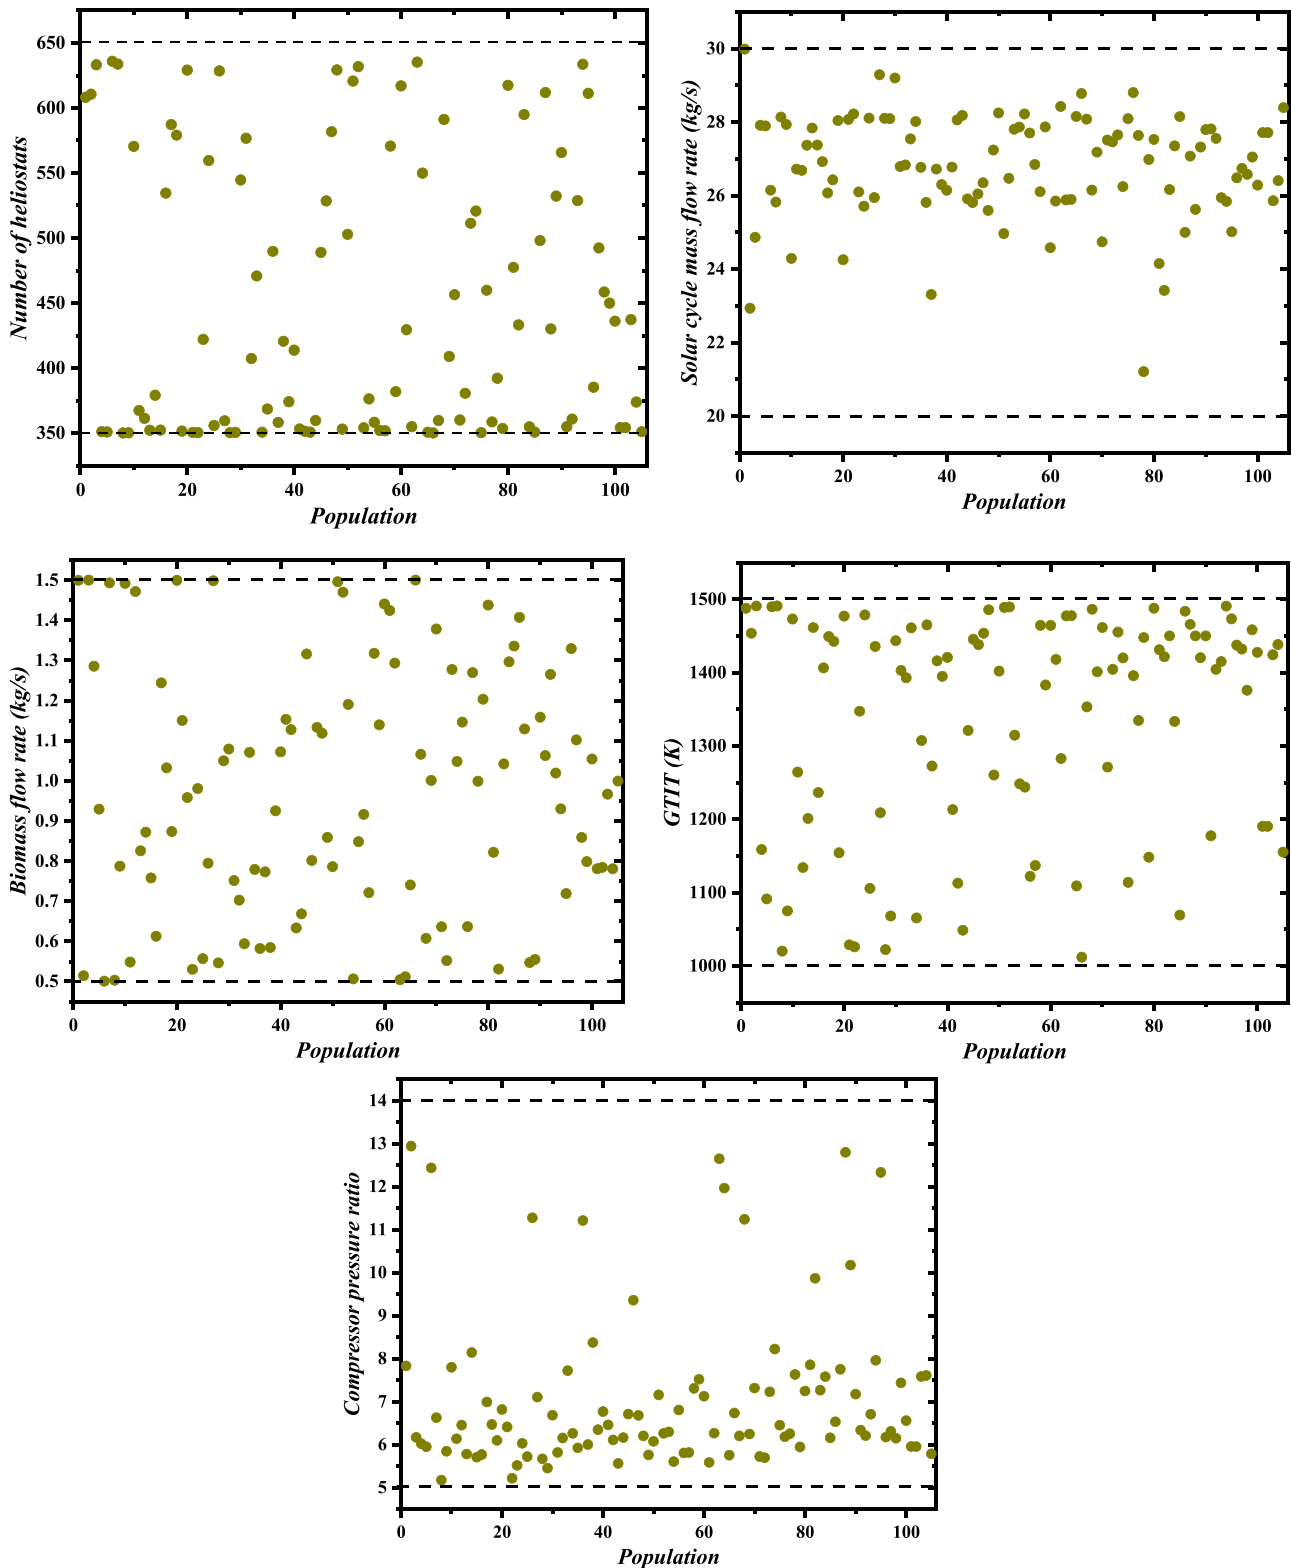 Number of heliostats
650
600
550
500
450
400
350
0 20 40 60 80 100
Population
Solar cycle mass flow rate (kg/s)
30
28
26
24
22
20
0 20 40 60 80 100
Population
Biomass flow rate (kg/s)
1.5
1.4
1.3
1.2
1.1
1.0
0.9
0.8
0.7
0.6
0.5
0 20 40 60 80 100
Population
GTIT (K)
1500
1400
1300
1200
1100
1000
0 20 40 60 80 100
Population
Compressor pressure ratio
14
13
12
11
10
9
8
7
6
5
0 20 40 60 80 100
Population